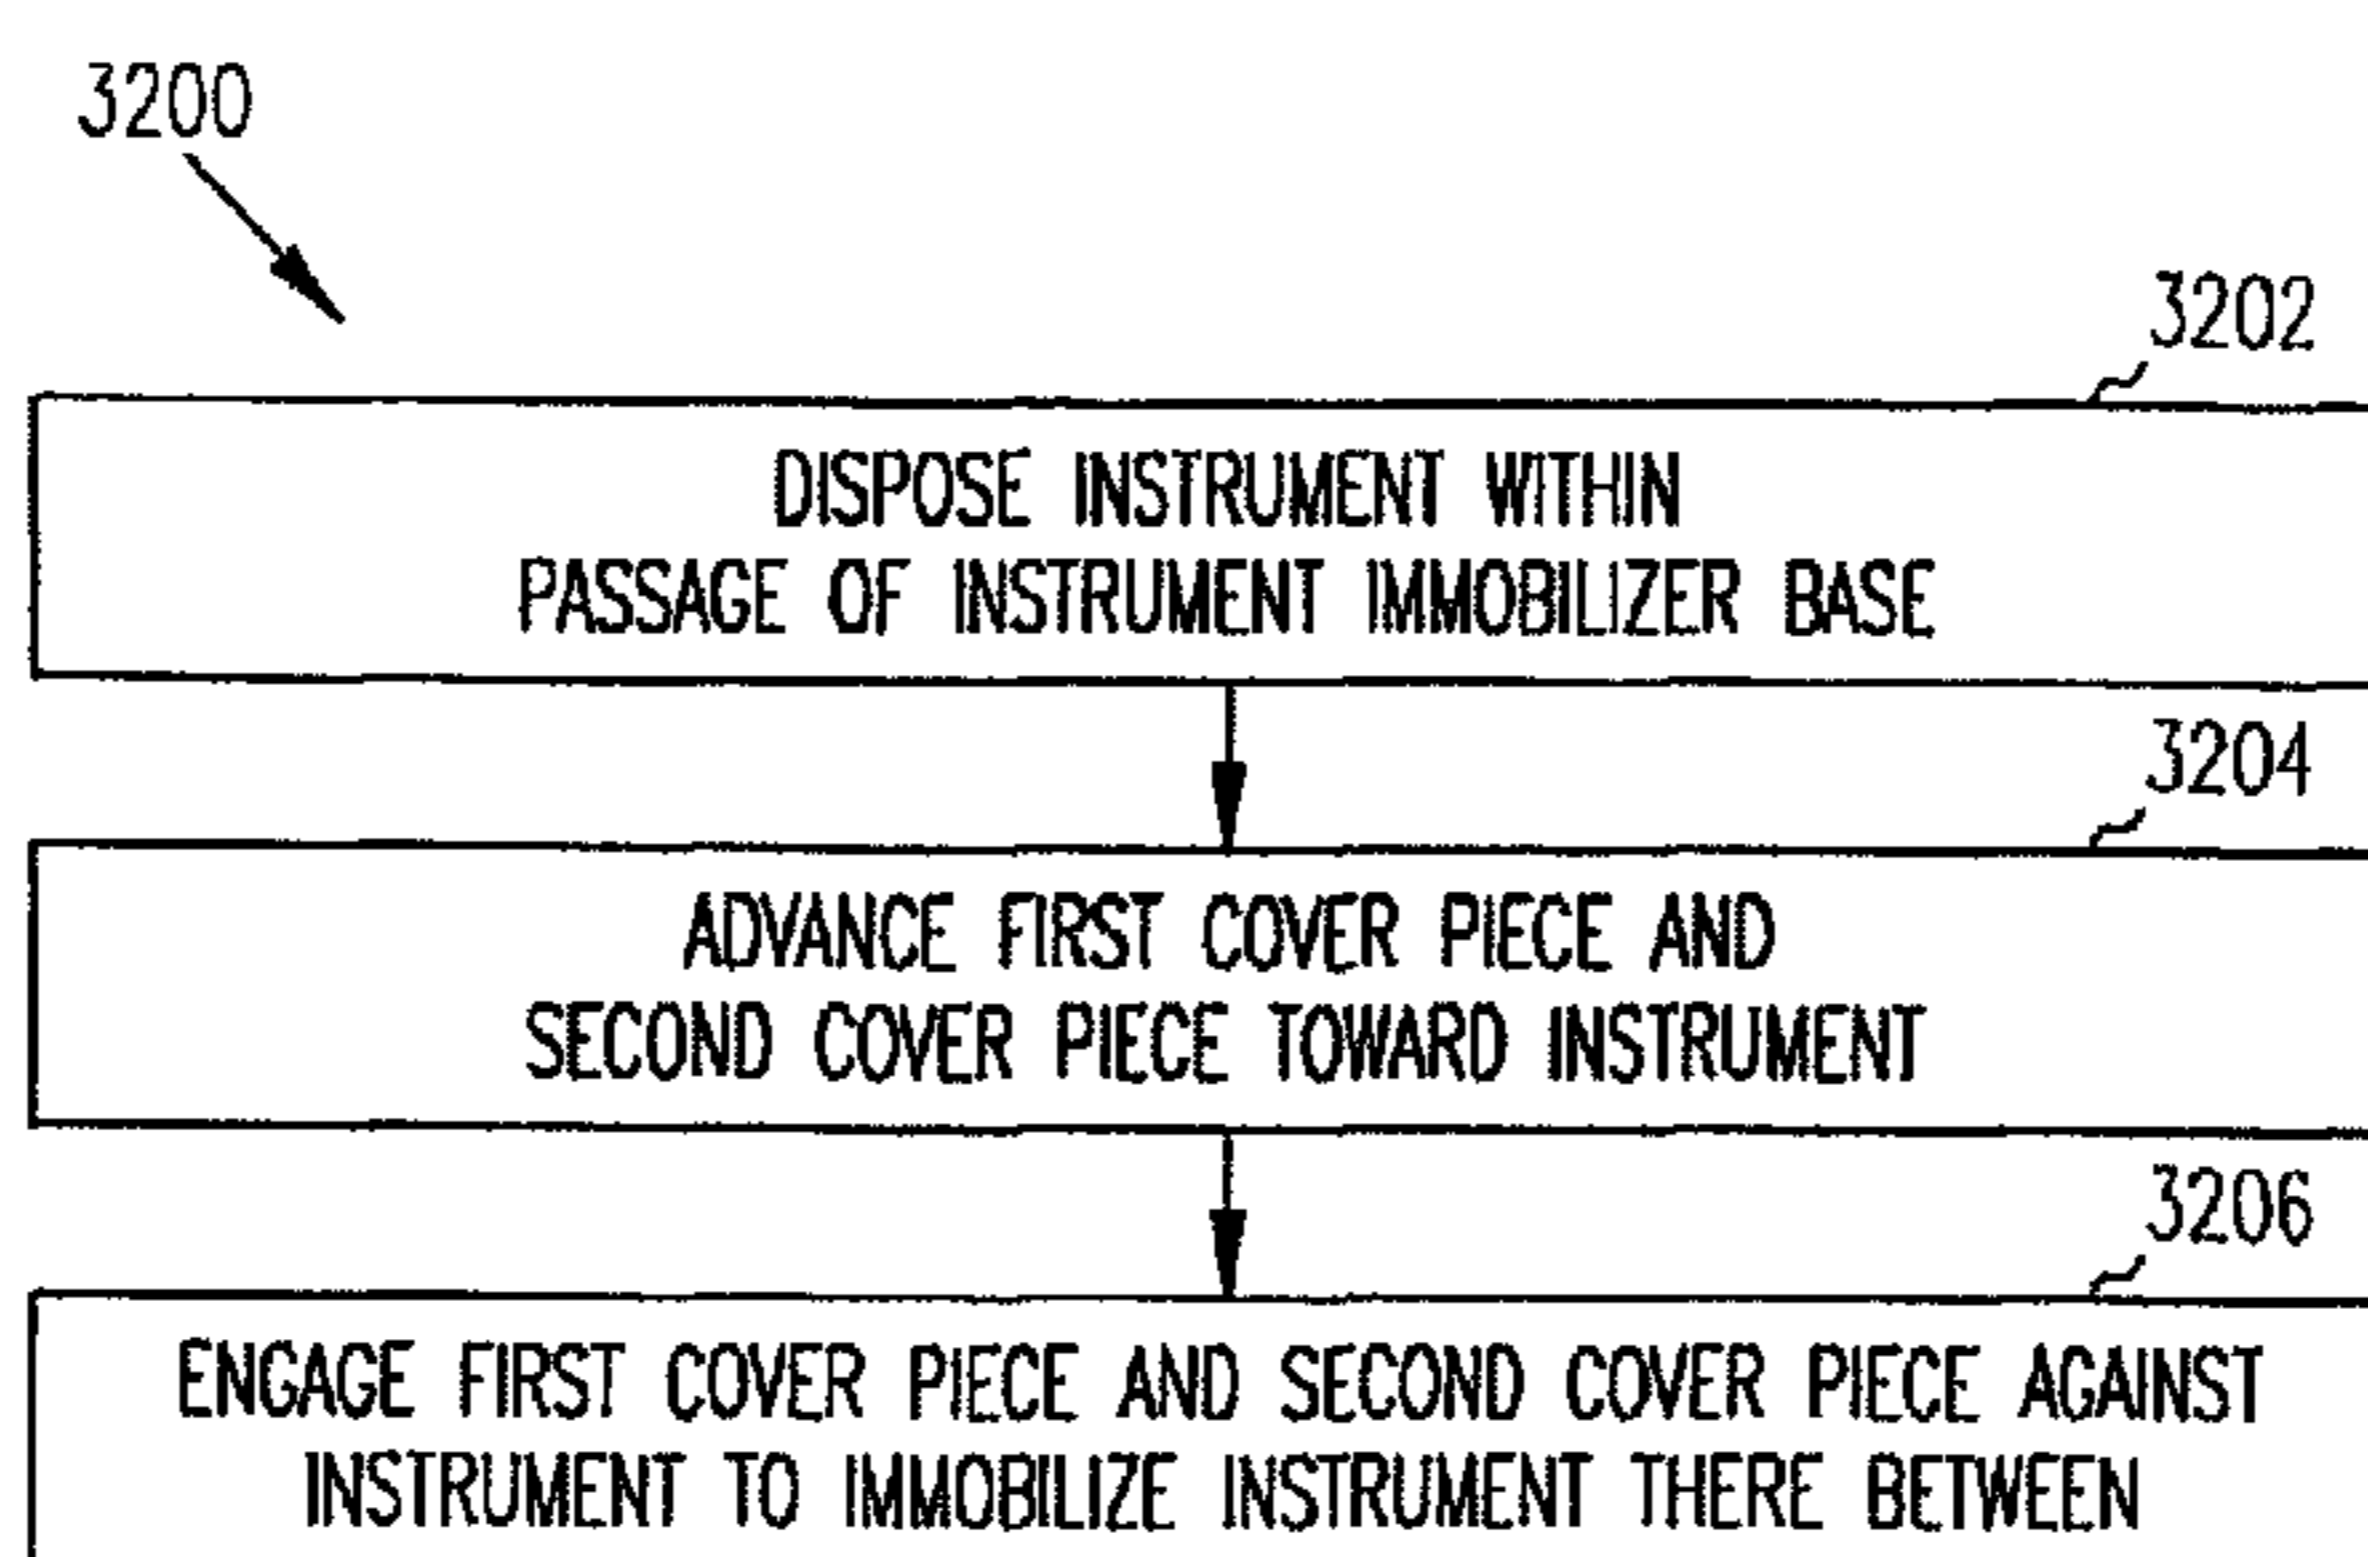 3200
3202
DISPOSE INSTRUMENT WITHIN
PASSAGE OF INSTRUMENT IMMOBILIZER BASE
3204
ADVANCE FIRST COVER PIECE AND
SECOND COVER PIECE TOWARD INSTRUMENT
3206
ENGAGE FIRST COVER PIECE AND SECOND COVER PIECE AGAINST
INSTRUMENT TO IMMOBILIZE INSTRUMENT THERE BETWEEN